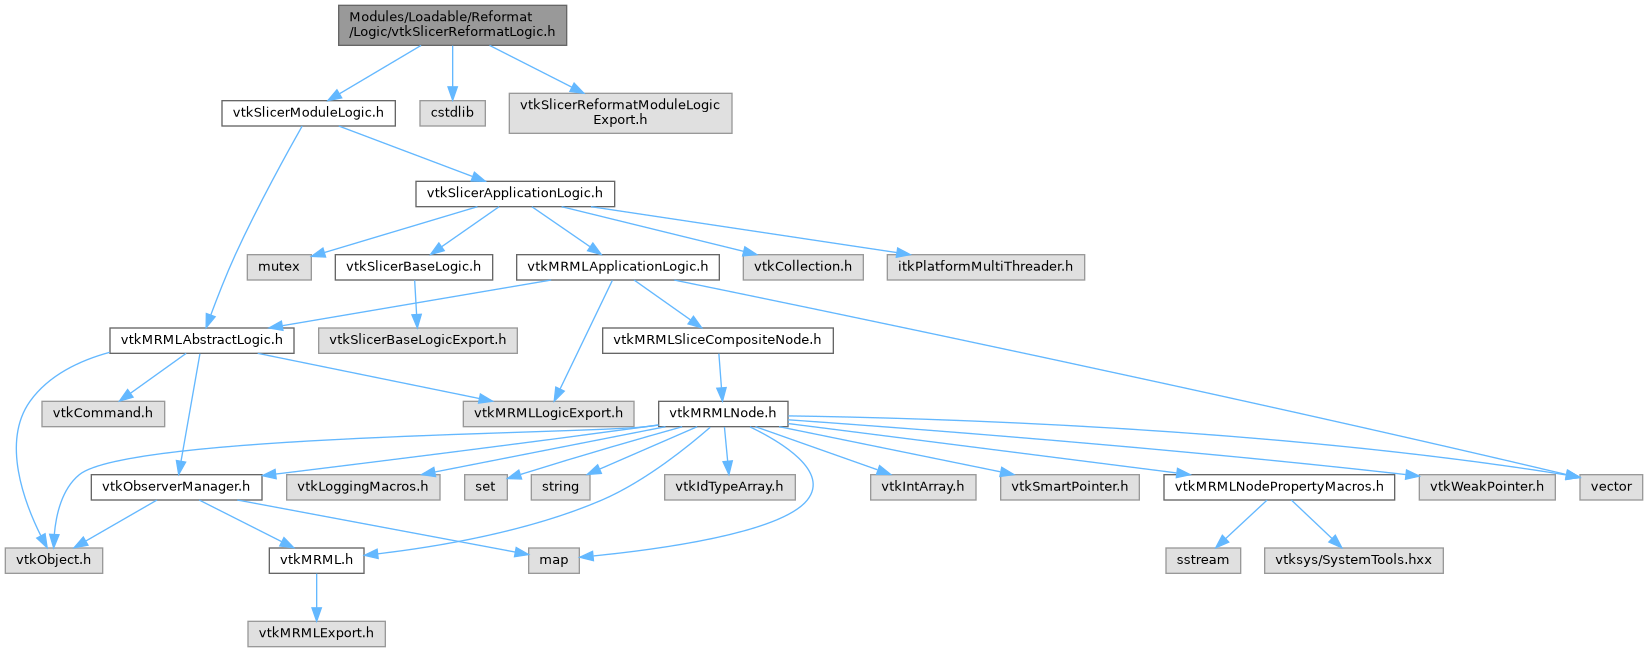 Modules/Loadable/Reformat
/Logic/vtkSlicerReformatLogic.h
vtkSlicerModuleLogic.h
cstdlib
vtkSlicerReformatModuleLogic
Export.h
vtkSlicerApplicationLogic.h
mutex
vtkSlicerBaseLogic.h
vtkMRMLApplicationLogic.h
vtkCollection.h
itkPlatformMultiThreader.h
vtkMRMLAbstractLogic.h
vtkSlicerBaseLogicExport.h
vtkMRMLSliceCompositeNode.h
vtkCommand.h
vtkMRMLLogicExport.h
vtkMRMLNode.h
vtkObserverManager.h
vtkLoggingMacros.h
set
string
vtkIdTypeArray.h
vtkIntArray.h
vtkSmartPointer.h
vtkMRMLNodePropertyMacros.h
vtkWeakPointer.h
vector
vtkObject.h
vtkMRML.h
map
sstream
vtksys/SystemTools.hxx
vtkMRMLExport.h